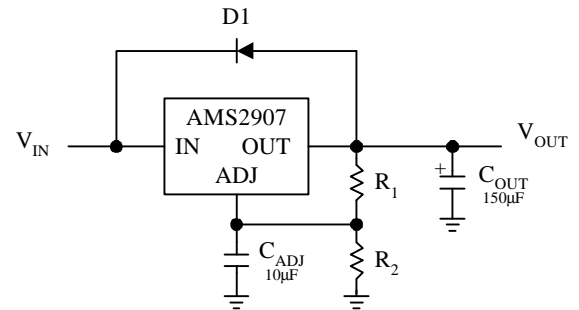 D1
AMS2907
V_IN
IN OUT
V_OUT
ADJ
R_1
+
C_OUT
150µF
C_ADJ
10µF
R_2